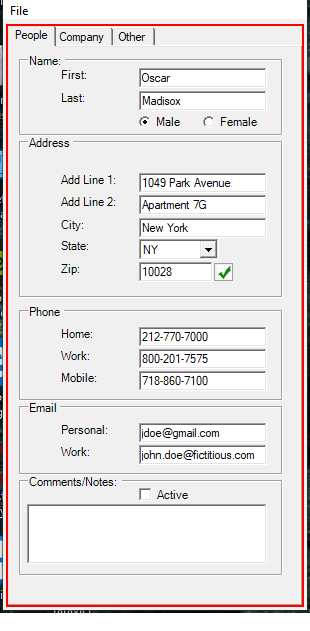 File
People Company Other
Name:
First: Oscar
Last: Madisox
Male Female
Address
Add Line 1: 1049 Park Avenue
Add Line 2: Apartment 7G
City: New York
State: NY
Zip: 10028
Phone
Home: 212-770-7000
Work: 800-201-7575
Mobile: 718-860-7100
Email
Personal: jdoe@gmail.com
Work: john.doe@fictitious.com
Comments/Notes:
Active